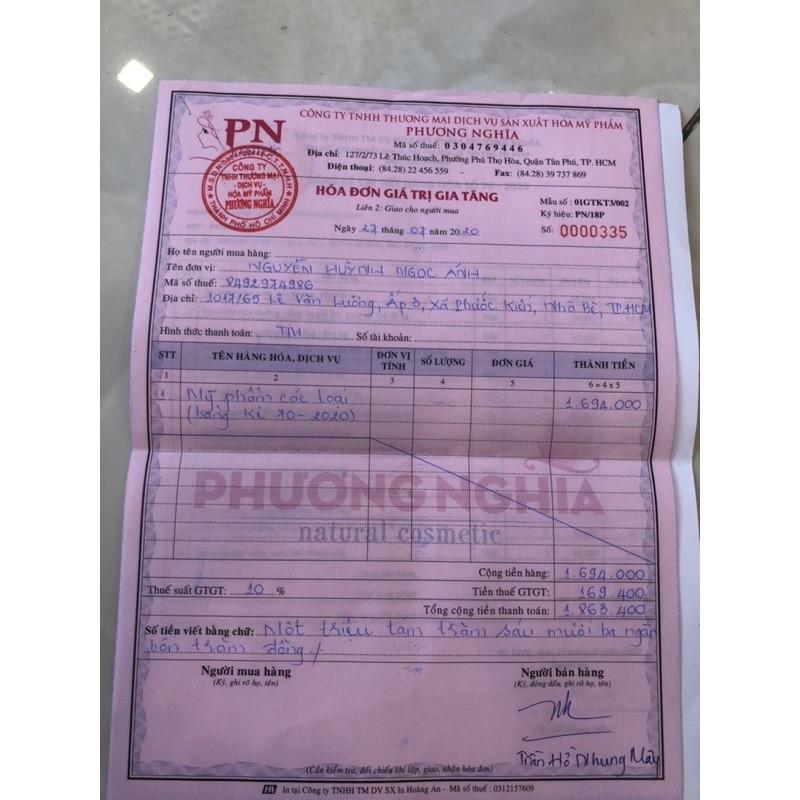 PN
CÔNG TY TNHH THƯƠNG MẠI DỊCH VỤ SẢN XUẤT HÓA MỸ PHẨM
PHƯƠNG NGHĨA
Mã số thuế: 0304769446
Địa chỉ: 127/2/73 Lê Thúc Hoạch, Phường Phú Thọ Hòa, Quận Tân Phú, TP. HCM
Điện thoại: (84.28) 22 456 559 - Fax: (84.28) 39 737 869
CÔNG TY
TNHH THƯƠNG MẠI
- DỊCH VỤ -
HÓA MỸ PHẨM
PHƯƠNG NGHĨA
THÀNH PHỐ HỒ CHÍ MINH
HÓA ĐƠN GIÁ TRỊ GIA TĂNG
Liên 2: Giao cho người mua
Mẫu số : 01GTKT3/002
Ký hiệu: PN/18P
Ngày 27 tháng 07 năm 2020
Số: 0000335
Họ tên người mua hàng:
Tên đơn vị: NGUYỄN HUỲNH NGỌC ÁNH
Mã số thuế: 8492974986
Địa chỉ: 1017/65 Lê Văn Lương, Ấp 3, Xã Phước Kiển, Nhà Bè, TP.HCM
Hình thức thanh toán: TM Số tài khoản:
STT TÊN HÀNG HÓA, DỊCH VỤ ĐƠN VỊ TÍNH SỐ LƯỢNG ĐƠN GIÁ THÀNH TIỀN
1 2 3 4 5 6 = 4 x 5
1 Mỹ phẩm các loại 1.694.000
(bảng kê 70-2020)
PHƯƠNG NGHĨA
natural cosmetic
Cộng tiền hàng: 1.694.000
Thuế suất GTGT: 10 % Tiền thuế GTGT: 169.400
Tổng cộng tiền thanh toán: 1.863.400
Số tiền viết bằng chữ: Một triệu tám trăm sáu mươi ba ngàn
bốn trăm đồng./
Người mua hàng Người bán hàng
(Ký, ghi rõ họ, tên) (Ký, đóng dấu, ghi rõ họ, tên)
Trần Hồ Nhung Mây
(Cần kiểm tra, đối chiếu khi lập, giao, nhận hóa đơn)
HA In tại Công ty TNHH TM DV SX In Hoàng An - Mã số thuế : 0312157609